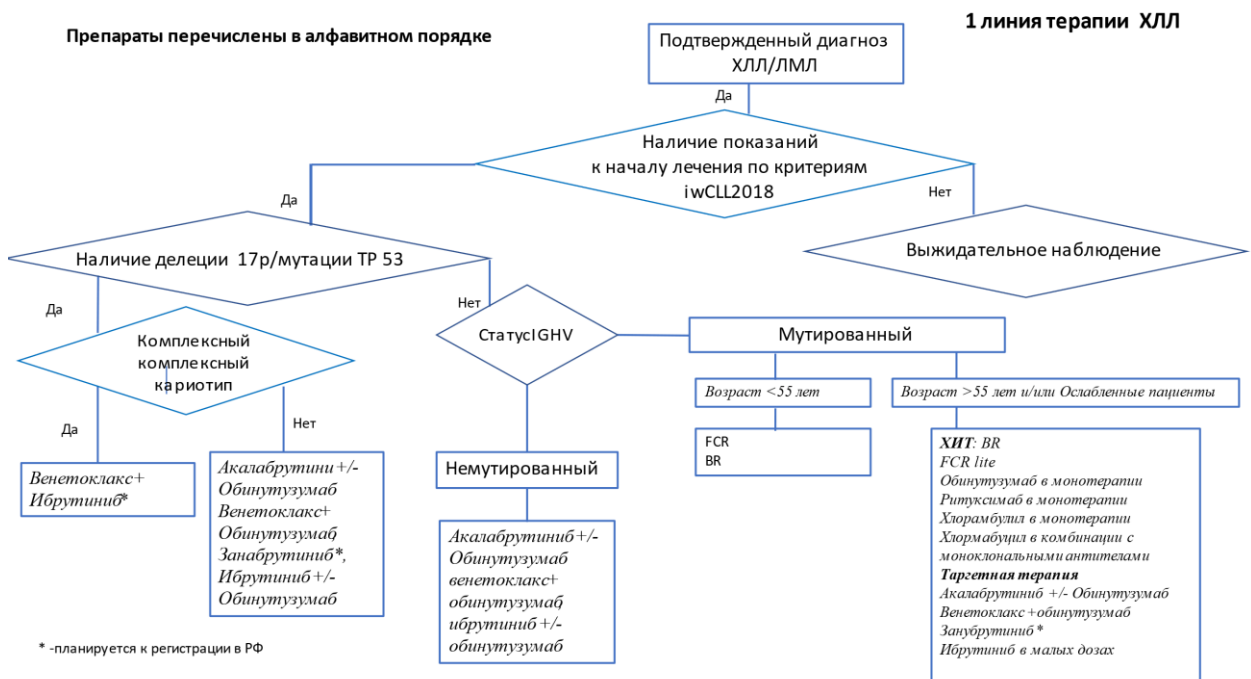 Препараты перечислены в алфавитном порядке
1 линия терапии ХЛЛ
Подтвержденный диагноз
ХЛЛ/ЛМЛ
Да
Наличие показаний
к началу лечения по критериям
iwCLL2018
Да
Нет
Наличие делеции 17р/мутации ТР 53
Выжидательное наблюдение
Да
Нет
Комплексный
комплексный
кариотип
СтатусIGHV
Мутированный
Возраст <55 лет
Возраст >55 лет и/или Ослабленные пациенты
Да
Нет
Венетоклакс+
Ибрутиниб*
Акалабрутини +/-
Обинутузумаб
Венетоклакс+
Обинутузумаб,
Занабрутиниб*,
Ибрутиниб +/-
Обинутузумаб
Немутированный
Акалабрутиниб +/-
Обинутузумаб
венетоклакс+
обинутузумаб,
ибрутиниб +/-
обинутузумаб
FCR
BR
ХИТ: BR
FCR lite
Обинутузумаб в монотерапии
Ритуксимаб в монотерапии
Хлорамбулил в монотерапии
Хлормабуцил в комбинации с
моноклональными антителами
Таргетная терапия
Акалабрутиниб +/- Обинутузумаб
Венетоклакс +обинутузумаб
Занубрутиниб *
Ибрутиниб в малых дозах
* -планируется к регистрации в РФ